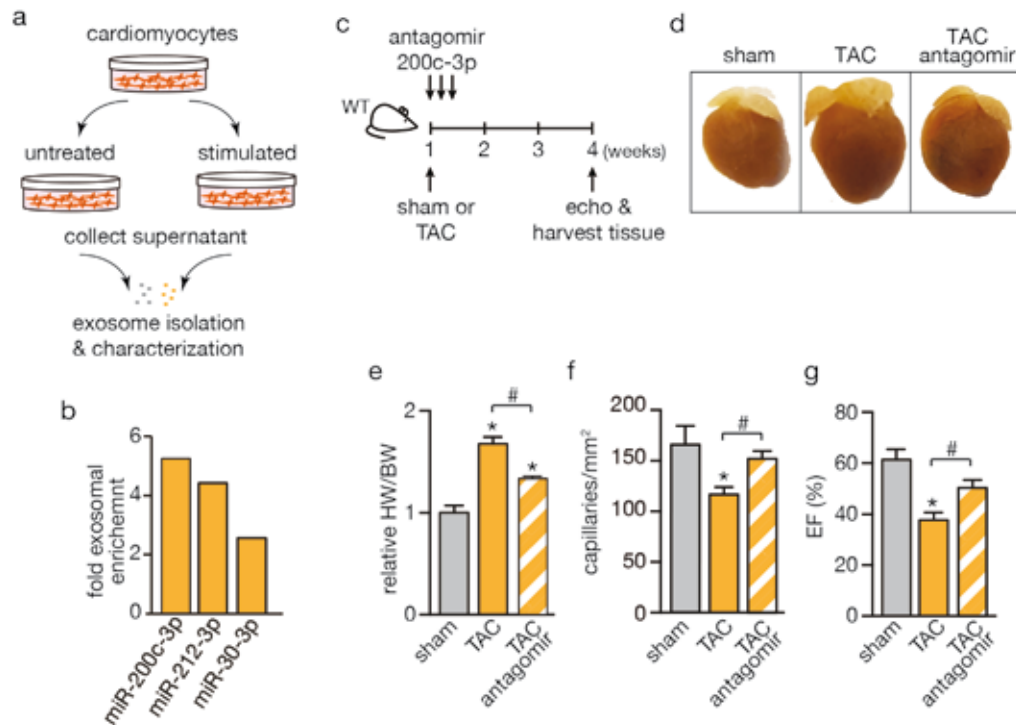 a
cardiomyocytes
untreated stimulated
collect supernatant
exosome isolation
& characterization
b
fold exosomal
enrichemnt
6
4
2
0
miR-200c-3p
miR-212-3p
miR-30-3p
c
antagomir
200c-3p
WT
1 2 3 4 (weeks)
sham or
TAC
echo &
harvest tissue
d
sham
TAC
TAC
antagomir
e
relative HW/BW
2
1
0
#
*
*
sham
TAC
TAC
antagomir
f
capillaries/mm²
200
150
100
50
0
#
*
sham
TAC
TAC
antagomir
g
EF (%)
80
60
40
20
0
#
*
sham
TAC
TAC
antagomir